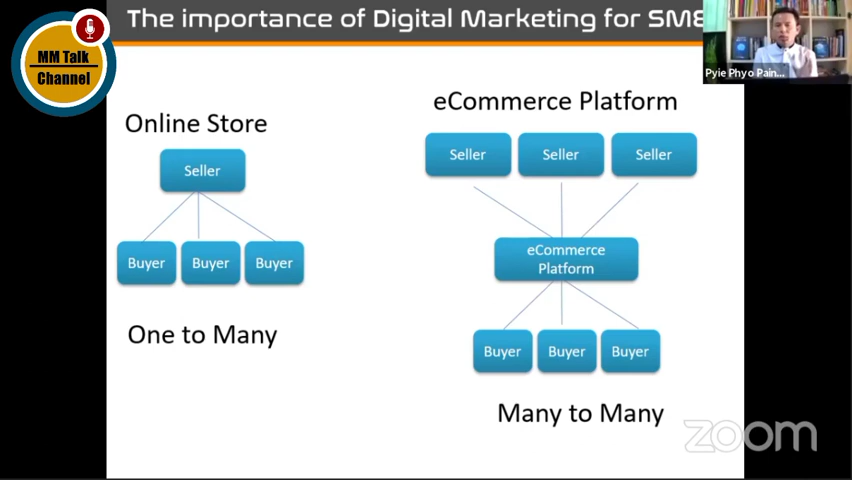 The importance of Digital Marketing for SME
MM Talk
Channel
Pyie Phyo Pain...
Online Store
Seller
Buyer Buyer Buyer
One to Many
eCommerce Platform
Seller Seller Seller
eCommerce
Platform
Buyer Buyer Buyer
Many to Many
zoom